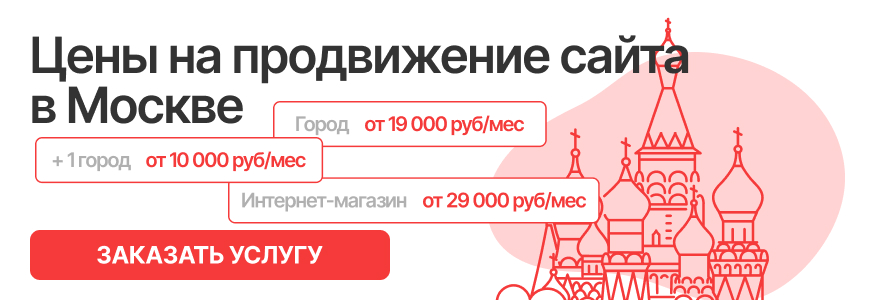 Цены на продвижение сайта
в Москве
Город от 19 000 руб/мес
+ 1 город от 10 000 руб/мес
Интернет-магазин от 29 000 руб/мес
ЗАКАЗАТЬ УСЛУГУ